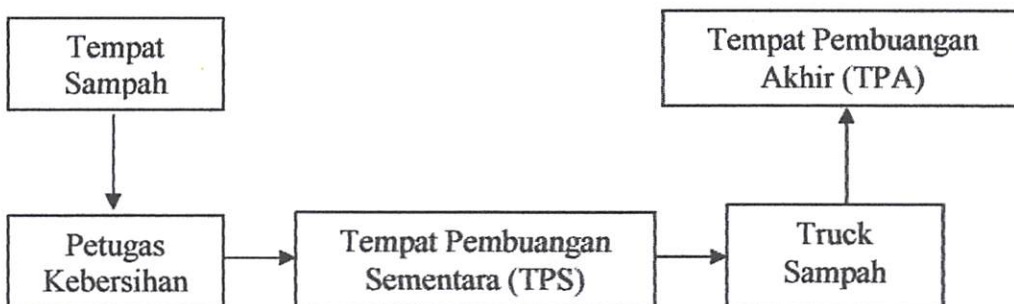 Tempat
Sampah
Petugas
Kebersihan
Tempat Pembuangan
Sementara (TPS)
Truck
Sampah
Tempat Pembuangan
Akhir (TPA)